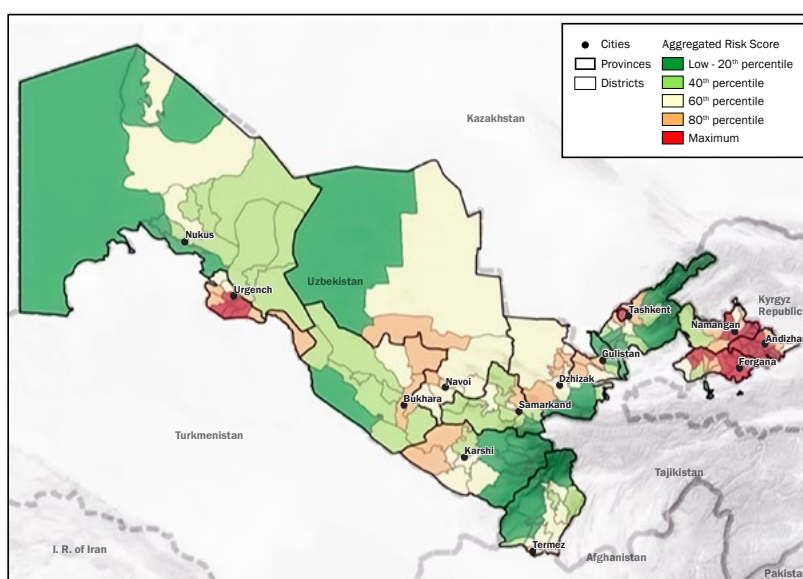 Cities
Provinces
Districts
Aggregated Risk Score
Low - 20th percentile
40th percentile
60th percentile
80th percentile
Maximum
Kazakhstan
Nukus
Uzbekistan
Urgench
Tashkent
Kyrgyz
Republic
Namangan
Andizhan
Gulistan
Fergana
Navoi
Dzhizak
Bukhara
Samarkand
Turkmenistan
Karshi
Tajikistan
Termez
I. R. of Iran
Afghanistan
Pakistan